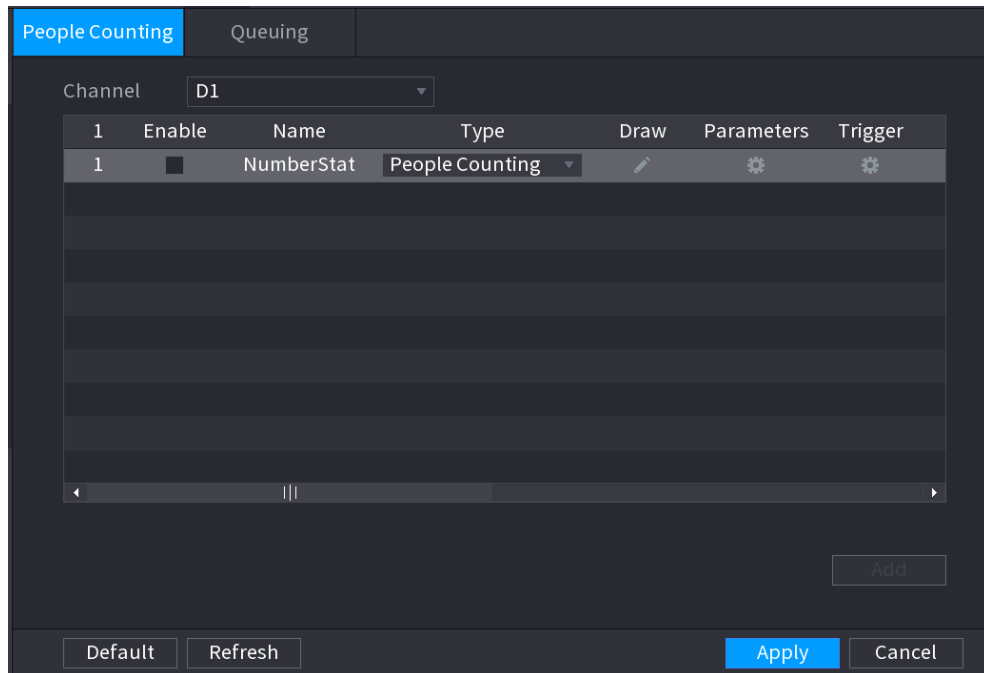 People Counting Queuing
Channel D1
1 Enable Name Type Draw Parameters Trigger
1 NumberStat People Counting
Add
Default Refresh Apply Cancel